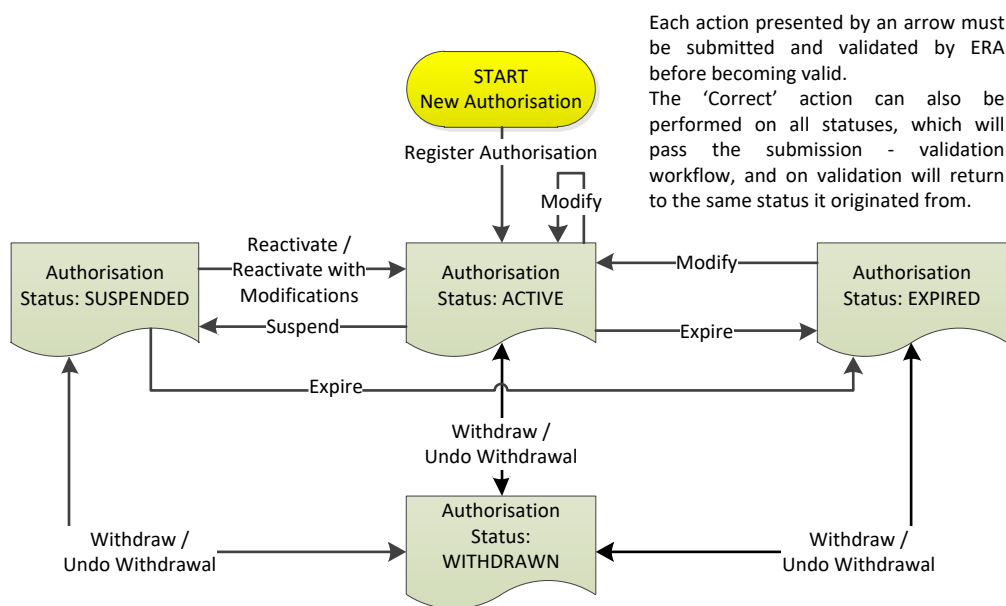 Each action presented by an arrow must
be submitted and validated by ERA
before becoming valid.
The ‘Correct’ action can also be
performed on all statuses, which will
pass the submission - validation
workflow, and on validation will return
to the same status it originated from.
START
New Authorisation
Register Authorisation
Modify
Authorisation
Status: SUSPENDED
Reactivate /
Reactivate with
Modifications
Suspend
Authorisation
Status: ACTIVE
Modify
Expire
Authorisation
Status: EXPIRED
Expire
Withdraw /
Undo Withdrawal
Withdraw /
Undo Withdrawal
Authorisation
Status:
WITHDRAWN
Withdraw /
Undo Withdrawal